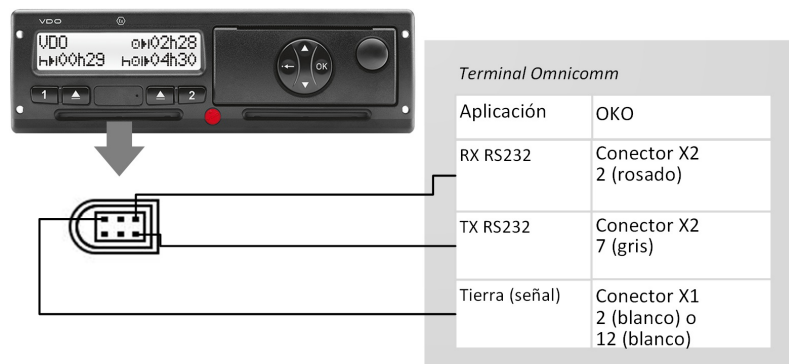 VDO
VDO 02h28
00h29 04h30
OK
1 2
Terminal Omnicomm
Aplicación OKO
RX RS232 Conector X2
2 (rosado)
TX RS232 Conector X2
7 (gris)
Tierra (señal) Conector X1
2 (blanco) o
12 (blanco)